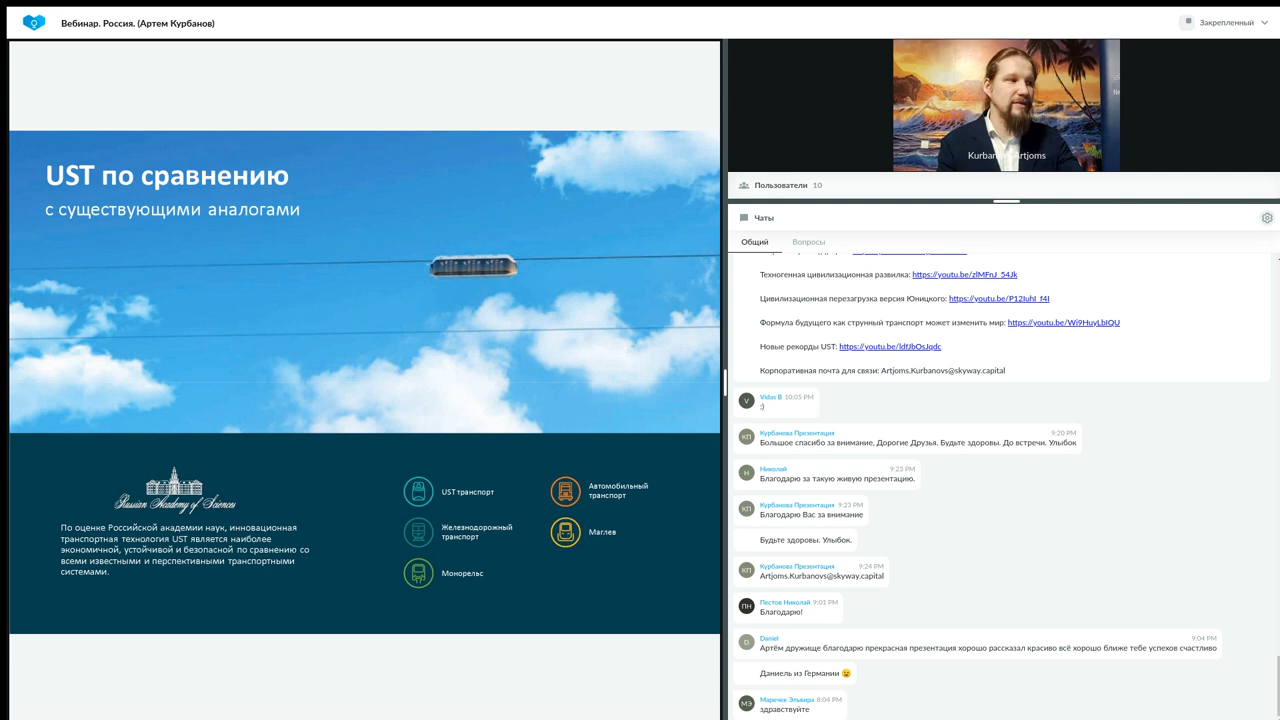 Вебинар. Россия. (Артем Курбанов)
Закрепленный
UST по сравнению
с существующими аналогами
Russian Academy of Sciences
По оценке Российской академии наук, инновационная
транспортная технология UST является наиболее
экономичной, устойчивой и безопасной по сравнению со
всеми известными и перспективными транспортными
системами.
UST транспорт
Железнодорожный
транспорт
Монорельс
Автомобильный
транспорт
Маглев
Пользователи 10
Чаты
Общий Вопросы
Техногенная цивилизационная развилка: https://youtu.be/zlMFnJ_54Jk
Цивилизационная перезагрузка версия Юницкого: https://youtu.be/P12IuhI_f4I
Формула будущего как струнный транспорт может изменить мир: https://youtu.be/Wi9HuyLbIQU
Новые рекорды UST: https://youtu.be/ldfJbOsJqdc
Корпоративная почта для связи: Artjoms.Kurbanovs@skyway.capital
V
Vidas B 10:05 PM
:)
КП
Курбанова Презентация 9:20 PM
Большое спасибо за внимание, Дорогие Друзья. Будьте здоровы. До встречи. Улыбок
Н
Николай 9:23 PM
Благодарю за такую живую презентацию.
КП
Курбанова Презентация 9:23 PM
Благодарю Вас за внимание
Будьте здоровы. Улыбок.
КП
Курбанова Презентация 9:24 PM
Artjoms.Kurbanovs@skyway.capital
ПН
Пестов Николай 9:01 PM
Благодарю!
D
Daniel 9:04 PM
Артём дружище благодарю прекрасная презентация хорошо рассказал красиво всё хорошо ближе тебе успехов счастливо
Даниель из Германии 😉
МЭ
Маречек Эльвира 8:04 PM
здравствуйте